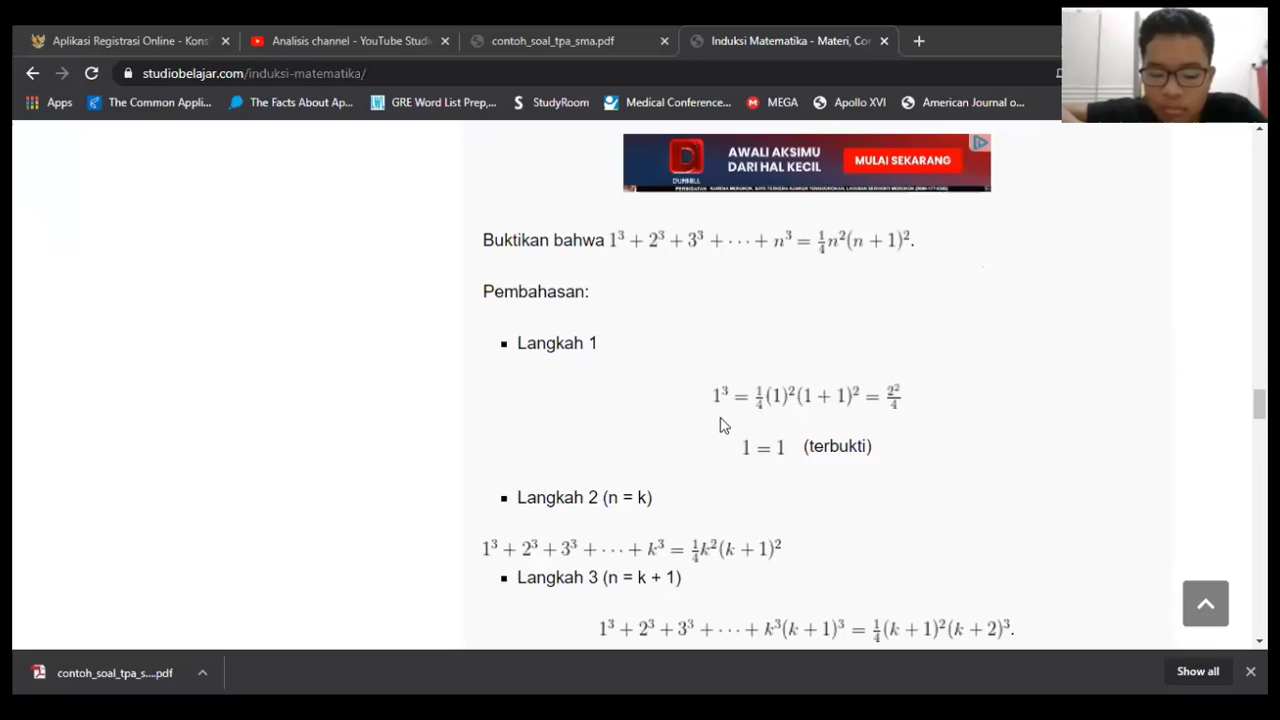 Aplikasi Registrasi Online - Kons
Analisis channel - YouTube Studi
contoh_soal_tpa_sma.pdf
Induksi Matematika - Materi, Co
studiobelajar.com/induksi-matematika/
Apps
The Common Appli...
The Facts About Ap...
GRE Word List Prep,...
StudyRoom
Medical Conference...
MEGA
Apollo XVI
American Journal o...
AWALI AKSIMU
DARI HAL KECIL
MULAI SEKARANG
Buktikan bahwa 1³ + 2³ + 3³ + ⋯ + n³ = ¼n²(n + 1)².
Pembahasan:
▪ Langkah 1
1³ = ¼(1)²(1 + 1)² = 2²/4
1 = 1 (terbukti)
▪ Langkah 2 (n = k)
1³ + 2³ + 3³ + ⋯ + k³ = ¼k²(k + 1)²
▪ Langkah 3 (n = k + 1)
1³ + 2³ + 3³ + ⋯ + k³(k + 1)³ = ¼(k + 1)²(k + 2)³.
contoh_soal_tpa_s....pdf
Show all